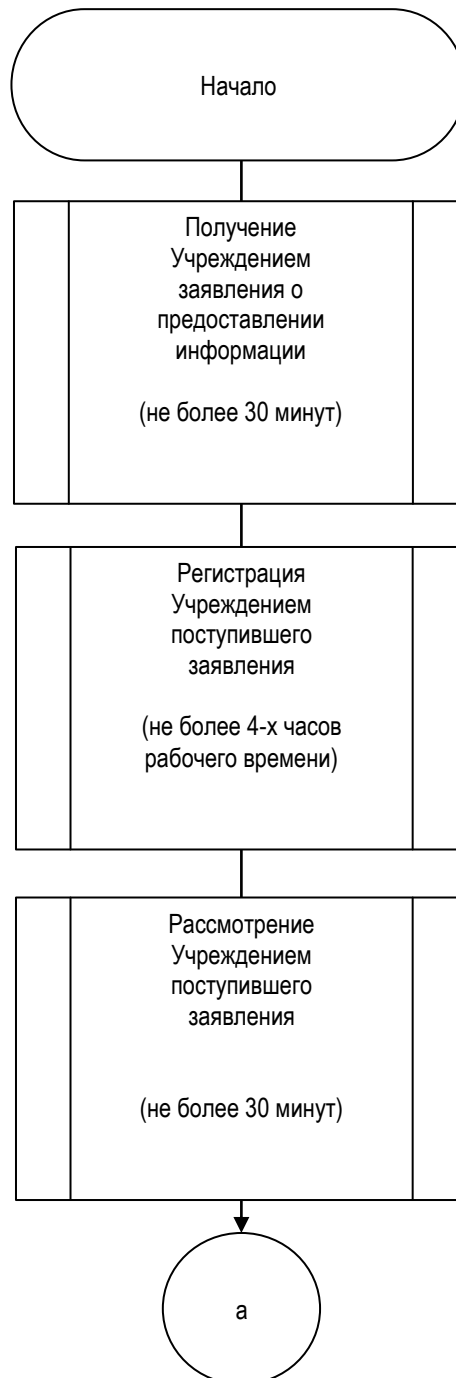 Начало
Получение
Учреждением
заявления о
предоставлении
информации
(не более 30 минут)
Регистрация
Учреждением
поступившего
заявления
(не более 4-х часов
рабочего времени)
Рассмотрение
Учреждением
поступившего
заявления
(не более 30 минут)
а